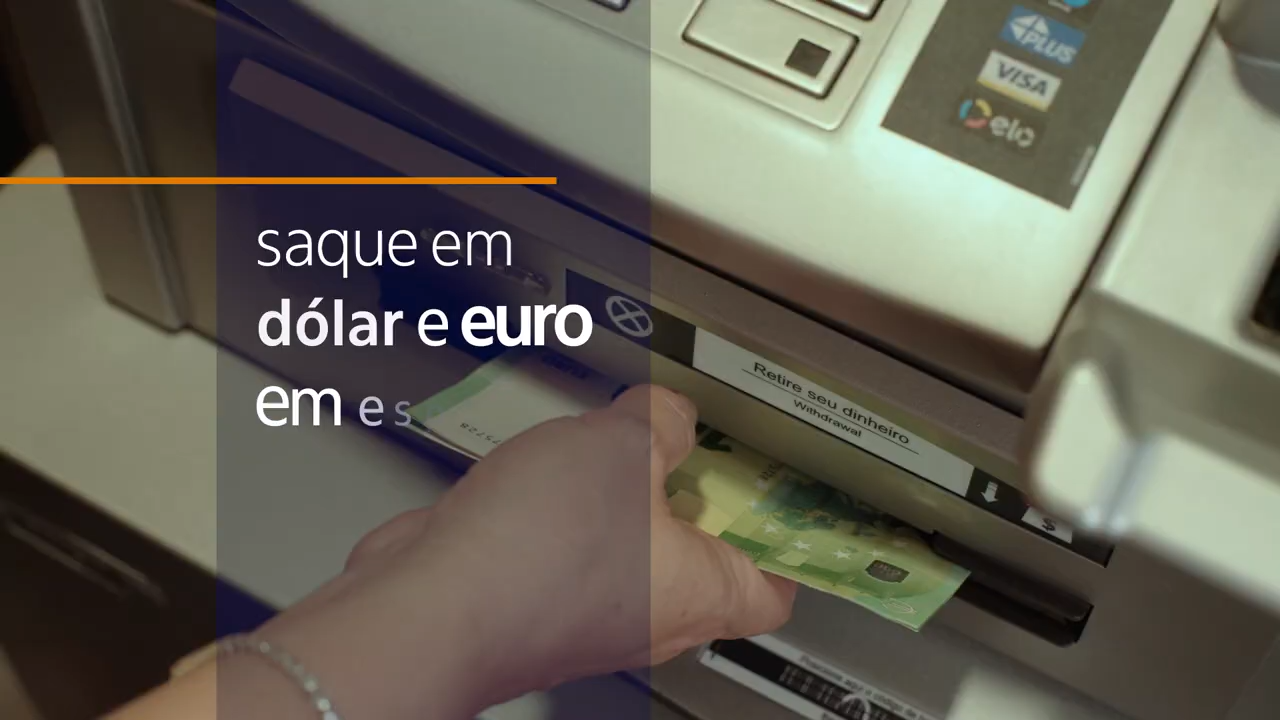 PLUS
VISA
elo
saque em
dólar e euro
em e s
Retire seu dinheiro
Withdrawal
$